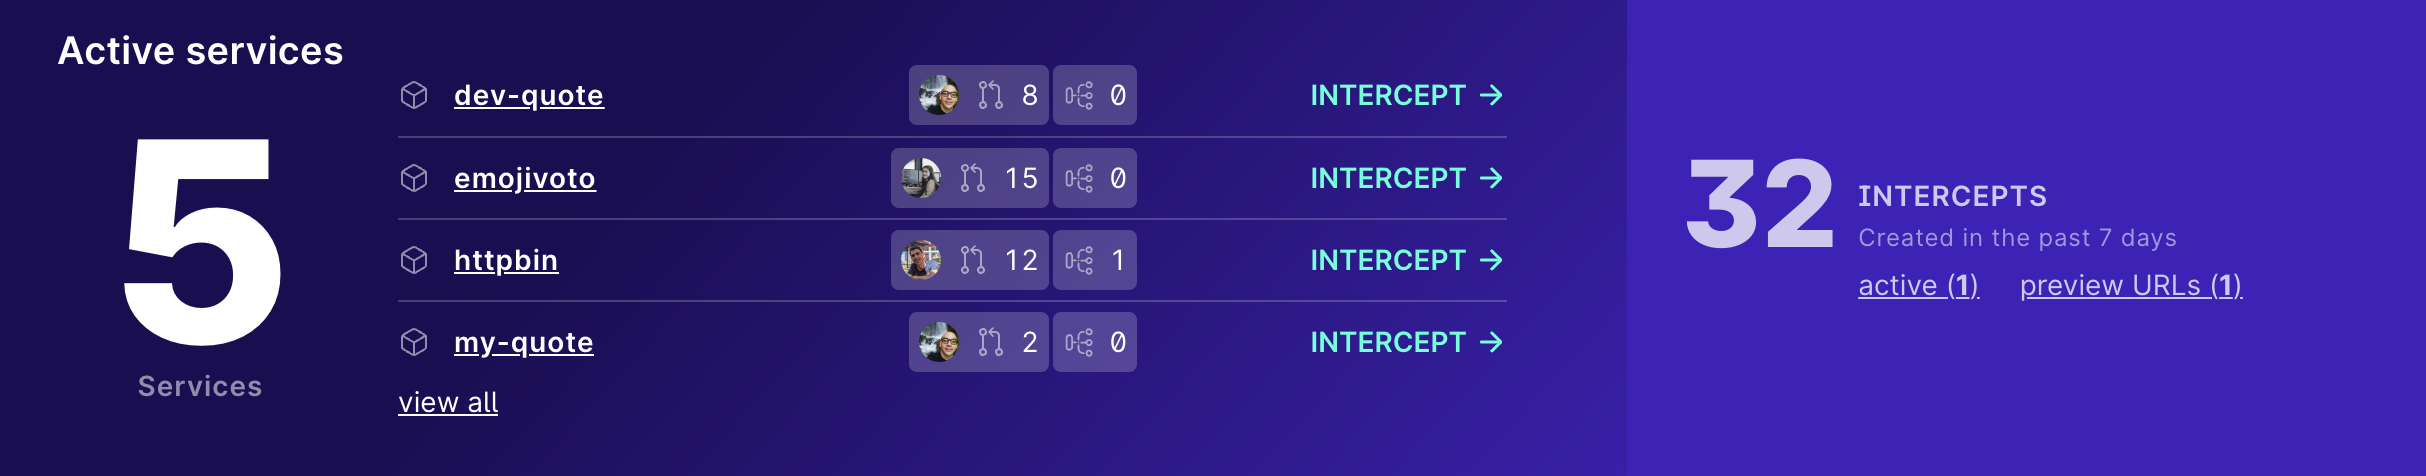 Active services
5
Services
dev-quote 8 0 INTERCEPT →
emojivoto 15 0 INTERCEPT →
httpbin 12 1 INTERCEPT →
my-quote 2 0 INTERCEPT →
view all
32 INTERCEPTS
Created in the past 7 days
active (1) preview URLs (1)